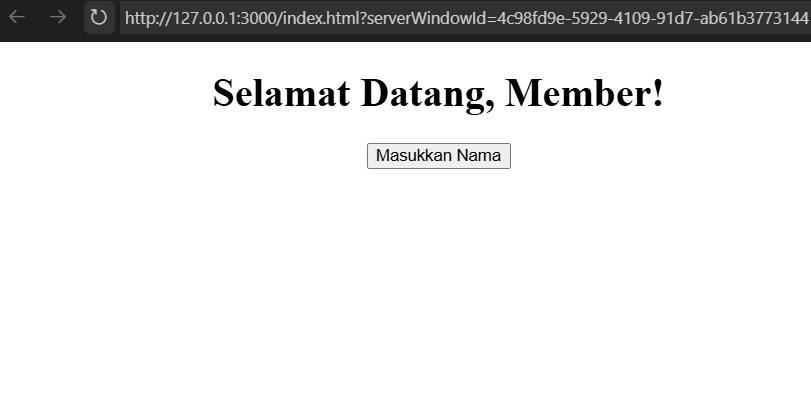 http://127.0.0.1:3000/index.html?serverWindowId=4c98fd9e-5929-4109-91d7-ab61b3773144
Selamat Datang, Member!
Masukkan Nama